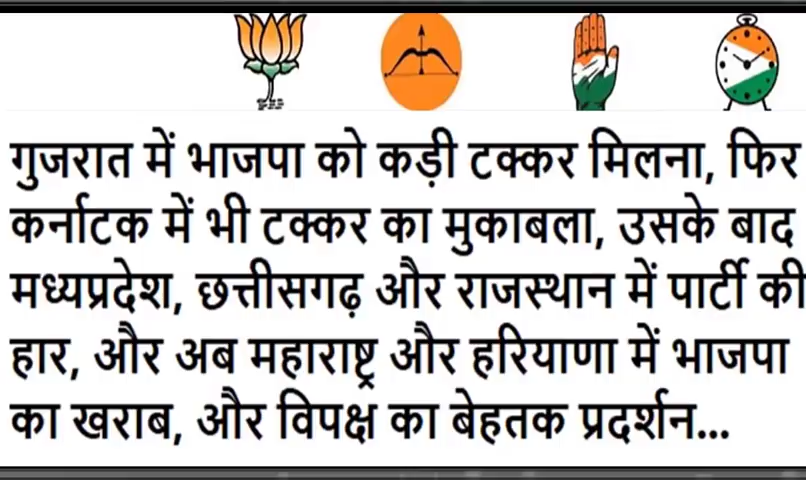 गुजरात में भाजपा को कड़ी टक्कर मिलना, फिर
कर्नाटक में भी टक्कर का मुकाबला, उसके बाद
मध्यप्रदेश, छत्तीसगढ़ और राजस्थान में पार्टी की
हार, और अब महाराष्ट्र और हरियाणा में भाजपा
का खराब, और विपक्ष का बेहतक प्रदर्शन...